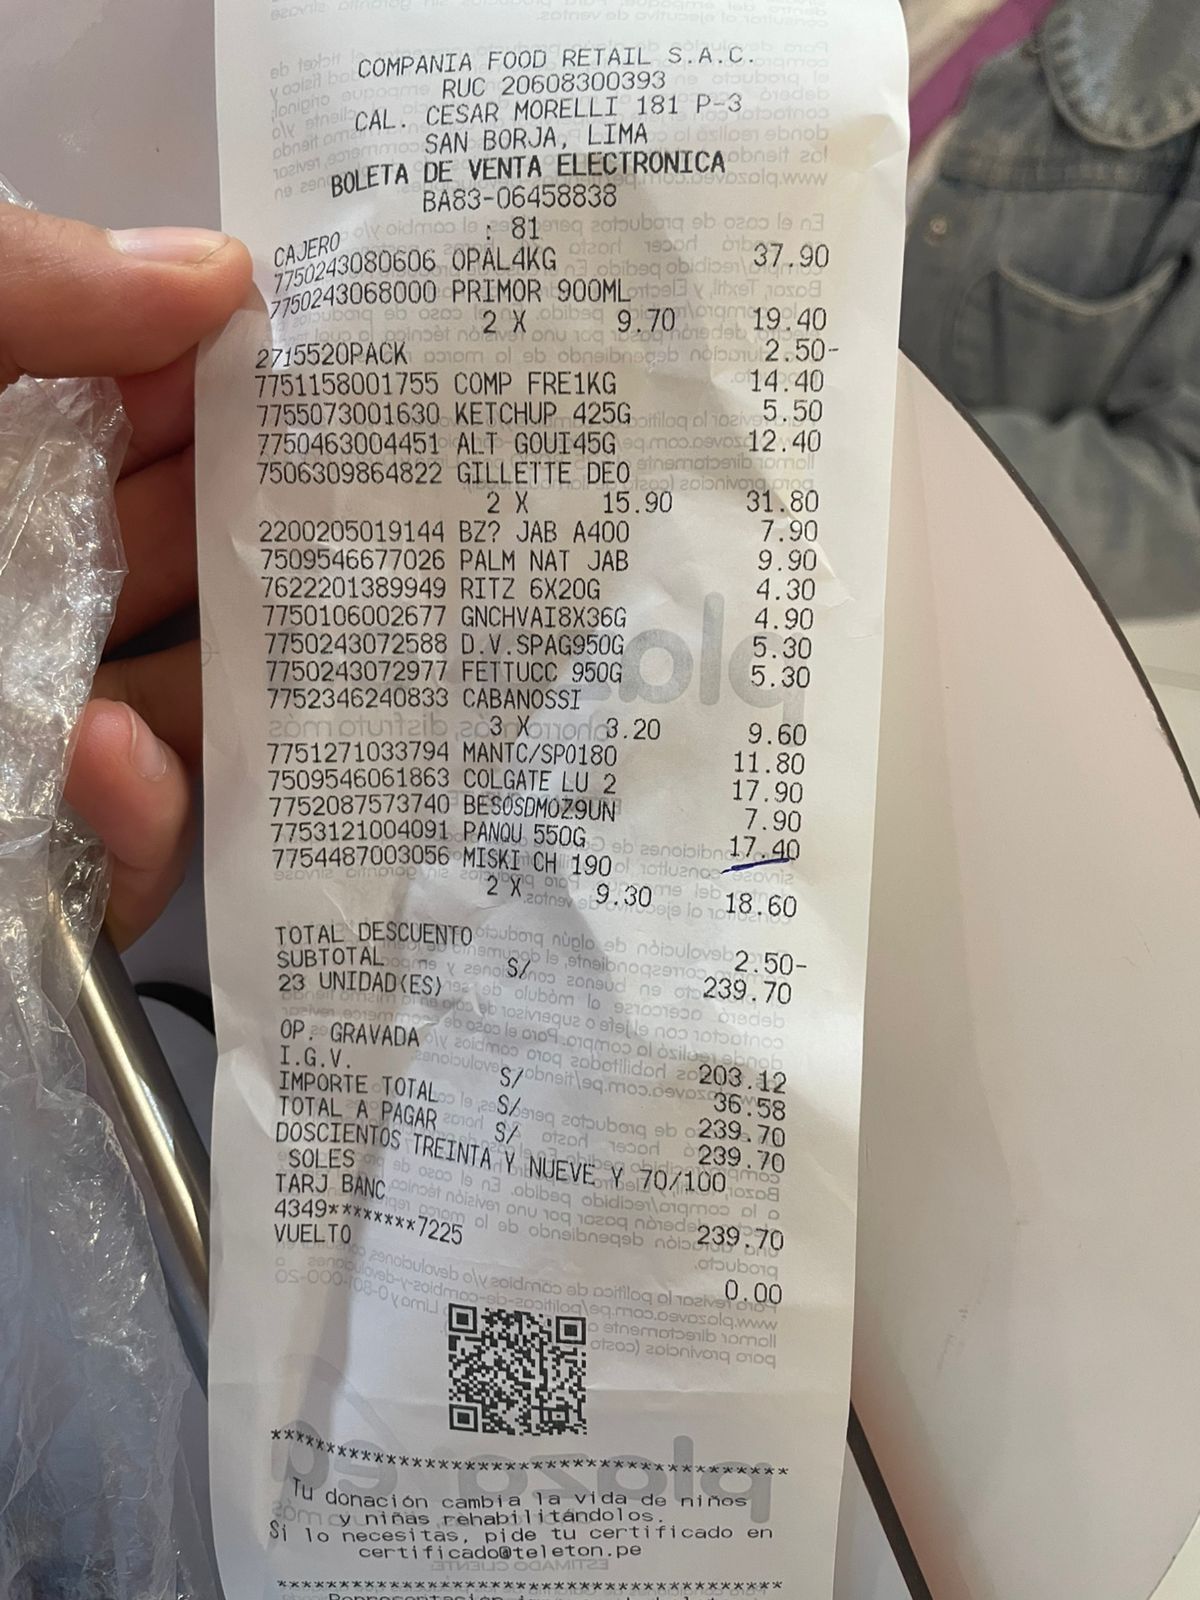 COMPANIA FOOD RETAIL S.A.C.
RUC 20608300393
CAL. CESAR MORELLI 181 P-3
SAN BORJA, LIMA
BOLETA DE VENTA ELECTRONICA
BA83-06458838
CAJERO : 81
7750243080606 OPAL4KG 37.90
7750243068000 PRIMOR 900ML
2 X 9.70 19.40
2715520PACK 2.50-
7751158001755 COMP FRE1KG 14.40
7755073001630 KETCHUP 425G 5.50
7750463004451 ALT GOUI45G 12.40
7506309864822 GILLETTE DEO
2 X 15.90 31.80
2200205019144 BZ? JAB A400 7.90
7509546677026 PALM NAT JAB 9.90
7622201389949 RITZ 6X20G 4.30
7750106002677 GNCHVAI8X36G 4.90
7750243072588 D.V.SPAG950G 5.30
7750243072977 FETTUCC 950G 5.30
7752346240833 CABANOSSI
3 X 3.20 9.60
7751271033794 MANTC/SP0180 11.80
7509546061863 COLGATE LU 2 17.90
7752087573740 BESOSDMOZ9UN 7.90
7753121004091 PANQU 550G 17.40
7754487003056 MISKI CH 190
2 X 9.30 18.60
TOTAL DESCUENTO 2.50-
SUBTOTAL S/ 239.70
23 UNIDAD(ES)
OP. GRAVADA 203.12
I.G.V. S/ 36.58
IMPORTE TOTAL S/ 239.70
TOTAL A PAGAR S/ 239.70
DOSCIENTOS TREINTA Y NUEVE Y 70/100
SOLES
TARJ BANC
4349********7225 239.70
VUELTO 0.00
*****************************************
Tu donación cambia la vida de niños
y niñas rehabilitándolos.
Si lo necesitas, pide tu certificado en
certificado@teleton.pe
*****************************************